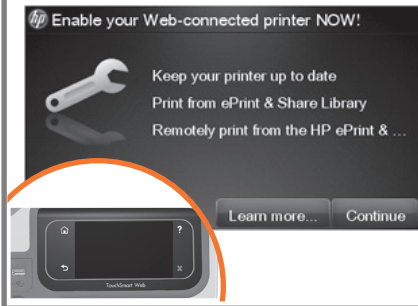 hp Enable your Web-connected printer NOW!
Keep your printer up to date
Print from ePrint & Share Library
Remotely print from the HP ePrint & ...
Learn more... Continue
?
x
TouchSmart Web